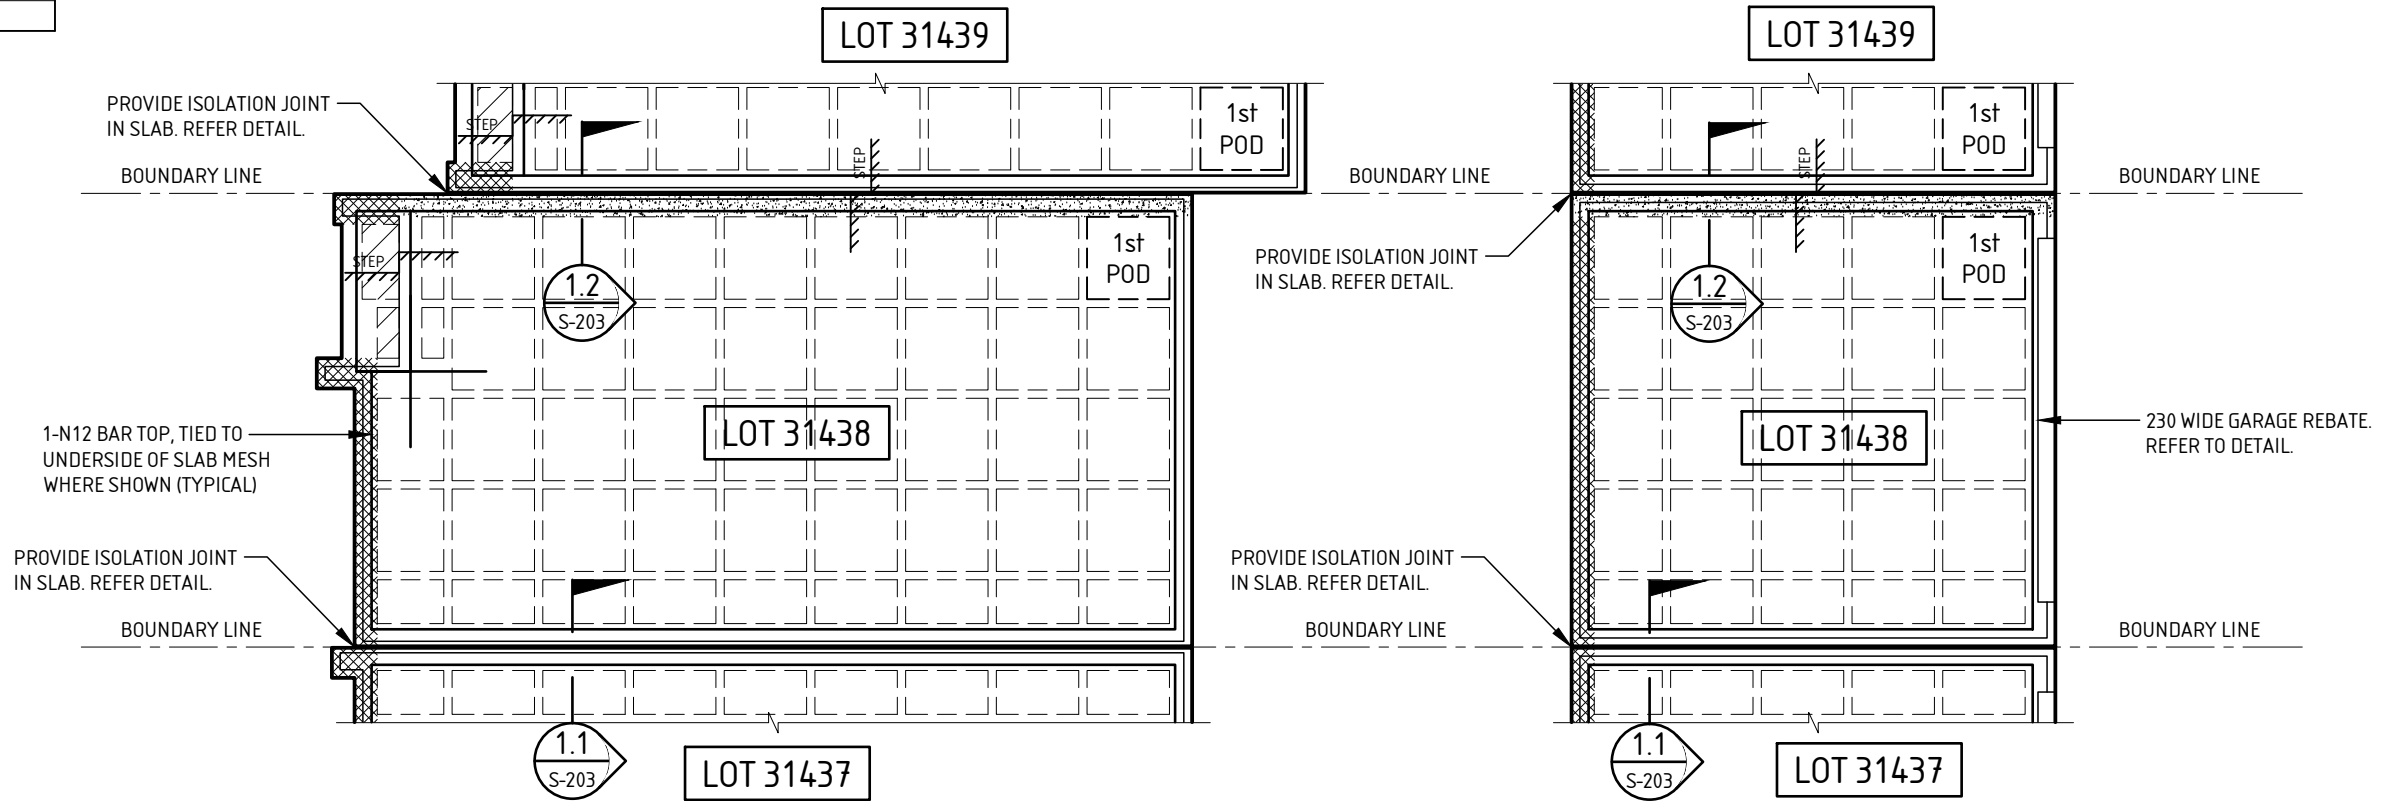 LOT 31439
LOT 31439
PROVIDE ISOLATION JOINT
IN SLAB. REFER DETAIL.
STEP
1st
POD
STEP
1st
POD
STEP
BOUNDARY LINE
BOUNDARY LINE
BOUNDARY LINE
1st
POD
1st
POD
STEP
PROVIDE ISOLATION JOINT
IN SLAB. REFER DETAIL.
1.2
S-203
1.2
S-203
1-N12 BAR TOP, TIED TO
UNDERSIDE OF SLAB MESH
WHERE SHOWN (TYPICAL)
LOT 31438
LOT 31438
230 WIDE GARAGE REBATE.
REFER TO DETAIL.
PROVIDE ISOLATION JOINT
IN SLAB. REFER DETAIL.
PROVIDE ISOLATION JOINT
IN SLAB. REFER DETAIL.
BOUNDARY LINE
BOUNDARY LINE
BOUNDARY LINE
1.1
S-203
LOT 31437
1.1
S-203
LOT 31437